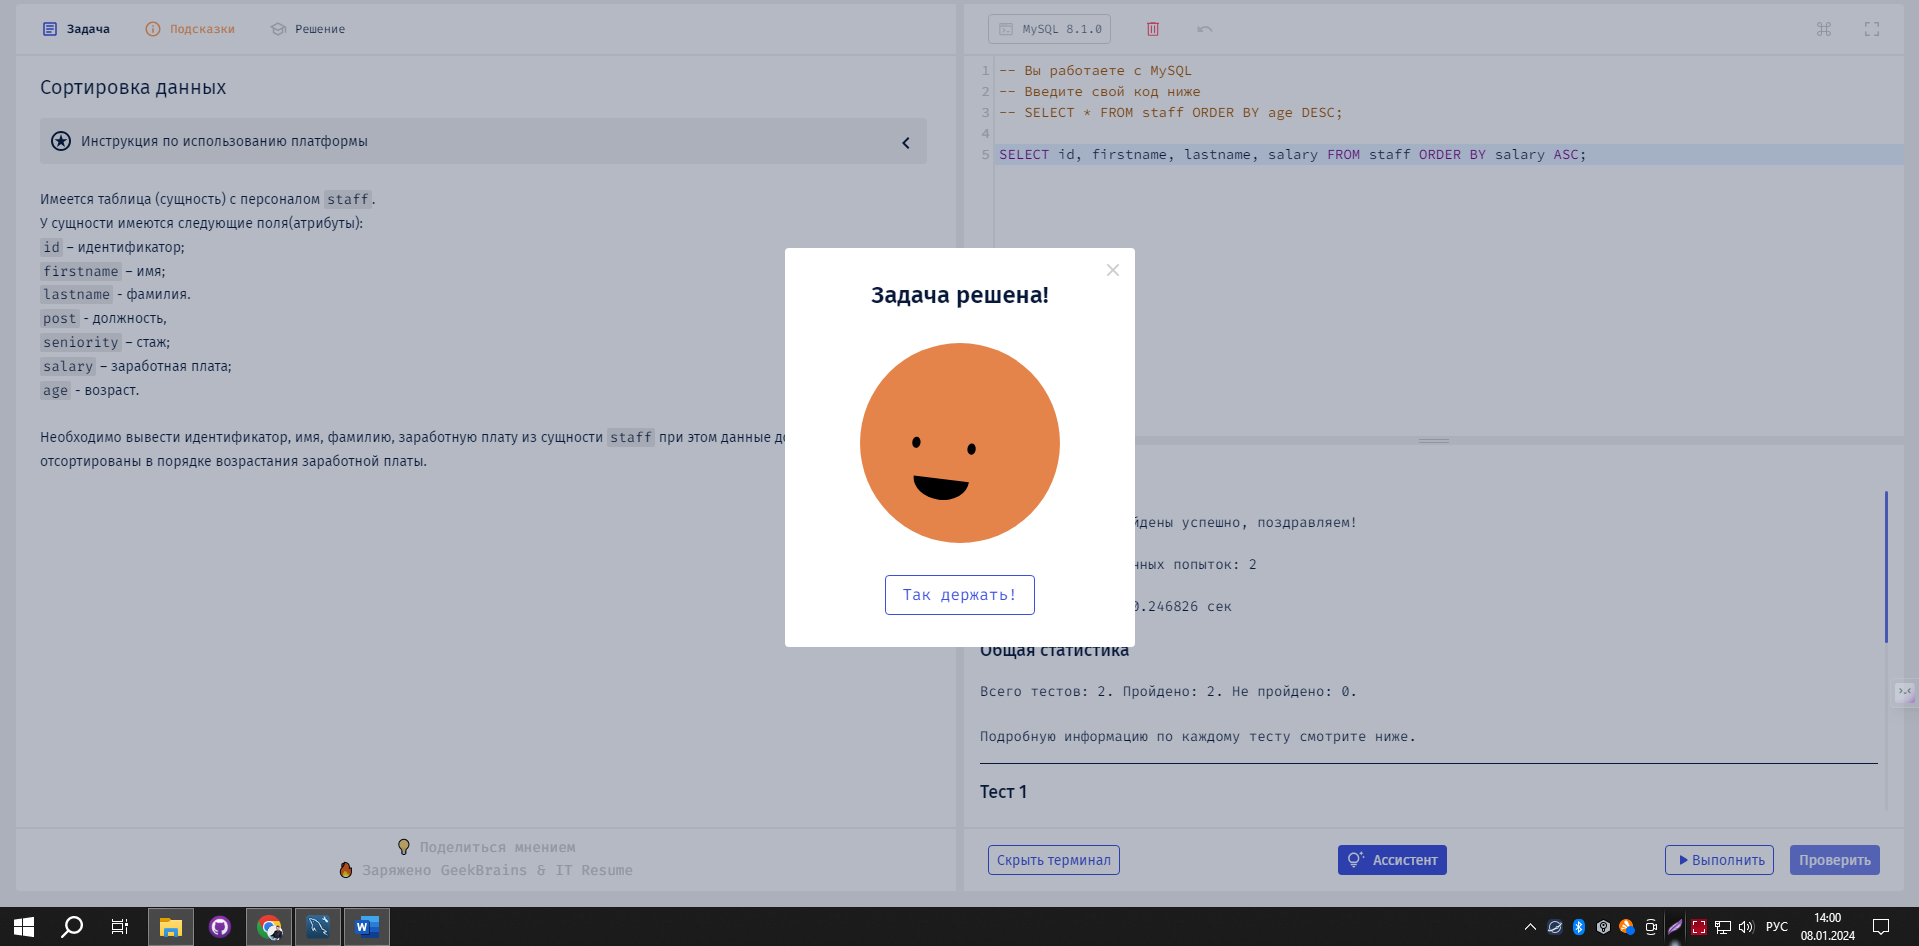 Задача
Подсказки
Решение
Сортировка данных
Инструкция по использованию платформы
Имеется таблица (сущность) с персоналом staff.
У сущности имеются следующие поля(атрибуты):
id – идентификатор;
firstname – имя;
lastname - фамилия.
post - должность,
seniority – стаж;
salary – заработная плата;
age - возраст.
Необходимо вывести идентификатор, имя, фамилию, заработную плату из сущности staff при этом данные
отсортированы в порядке возрастания заработной платы.
Поделиться мнением
Заряжено GeekBrains & IT Resume
MySQL 8.1.0
1 -- Вы работаете с MySQL
2 -- Введите свой код ниже
3 -- SELECT * FROM staff ORDER BY age DESC;
4
5 SELECT id, firstname, lastname, salary FROM staff ORDER BY salary ASC;
Задача решена!
Так держать!
успешно, поздравляем!
попыток: 2
0.246826 сек
Общая статистика
Всего тестов: 2. Пройдено: 2. Не пройдено: 0.
Подробную информацию по каждому тесту смотрите ниже.
Тест 1
Скрыть терминал
Ассистент
Выполнить
Проверить
РУС
14:00
08.01.2024